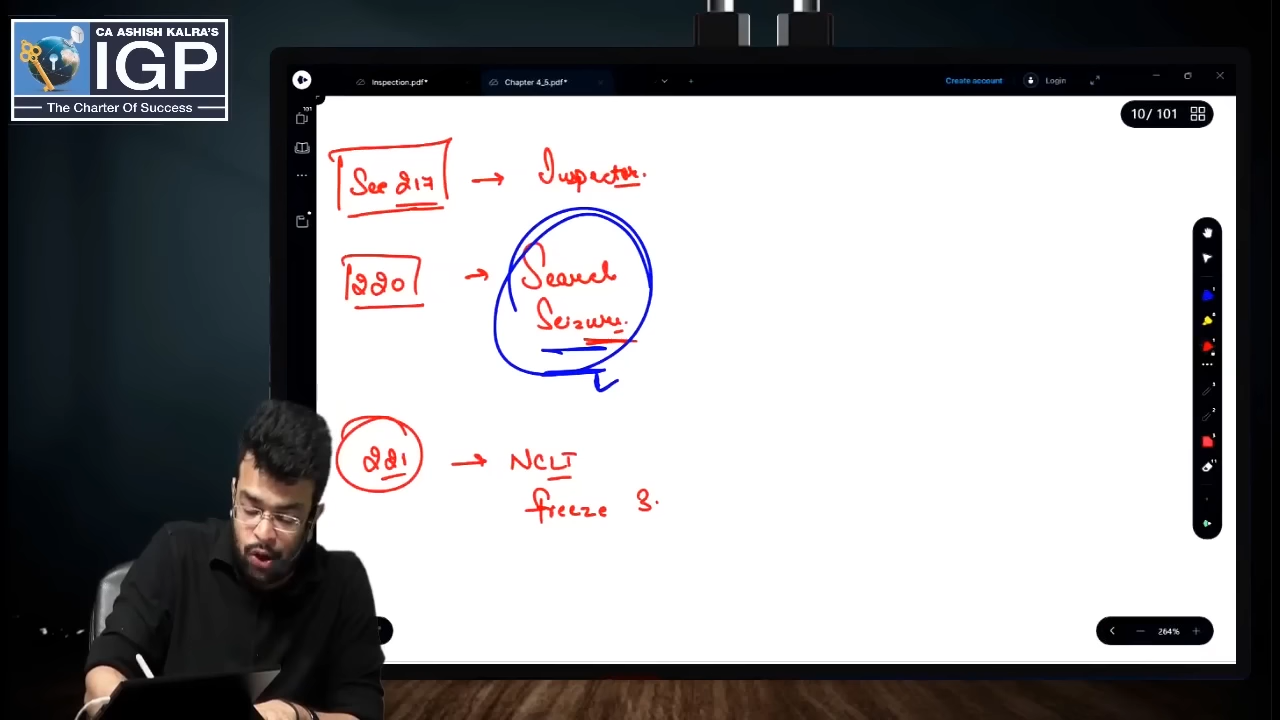 CA ASHISH KALRA'S
IGP
The Charter Of Success
Inspection.pdf*
Chapter 4_5.pdf*
Create account
Login
10/ 101
Sec 217 → Inspector.
220 → Search
Seizure.
221 → NCLT
freeze 3.
264%